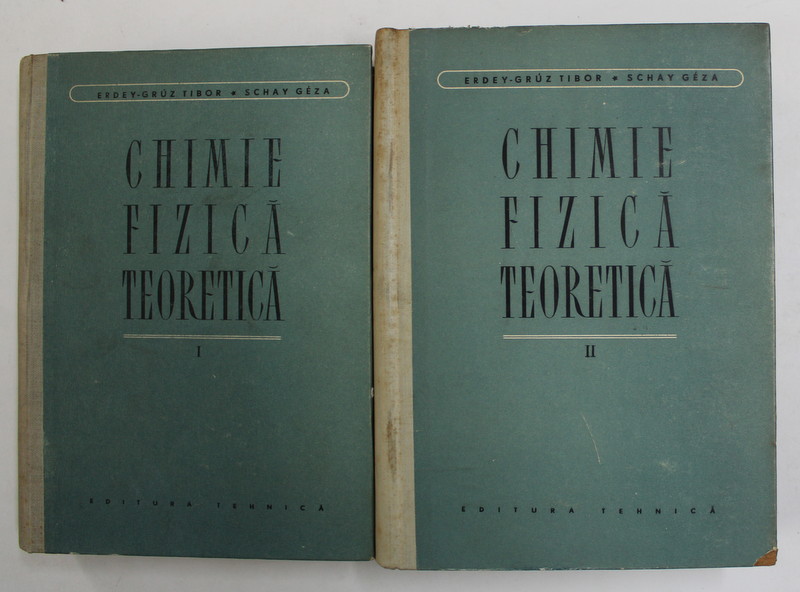 ERDEY-GRÚZ TIBOR • SCHAY GÉZA
CHIMIE
FIZICĂ
TEORETICĂ
I
EDITURA TEHNICĂ
ERDEY-GRÚZ TIBOR • SCHAY GÉZA
CHIMIE
FIZICĂ
TEORETICĂ
II
EDITURA TEHNICĂ